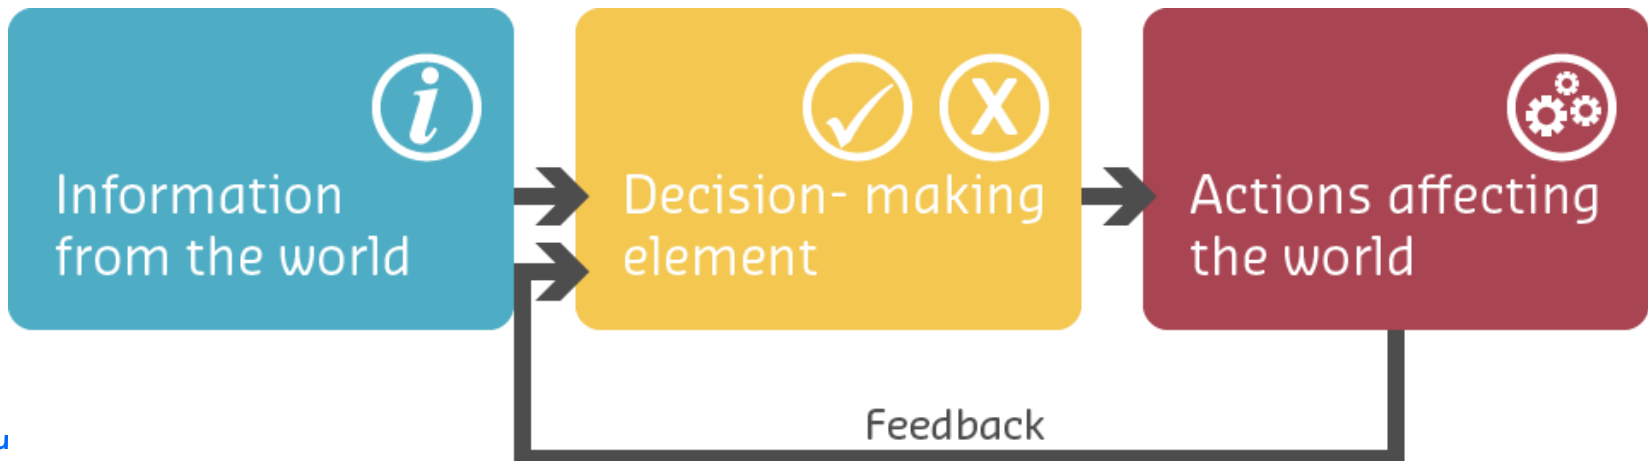 Information
from the world
Decision- making
element
Actions affecting
the world
Feedback